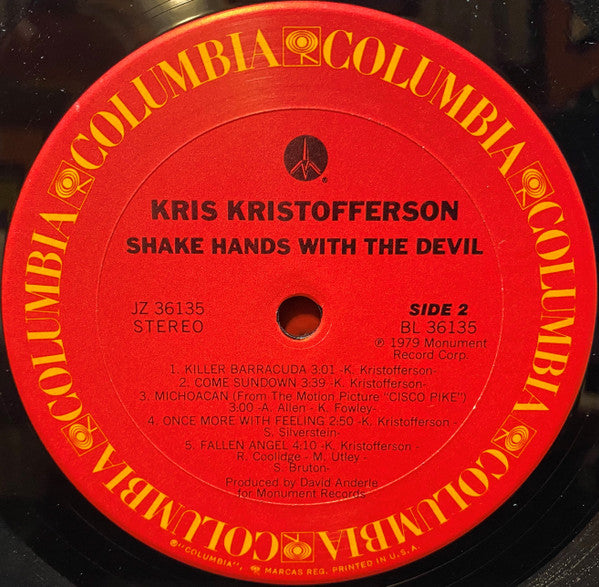 COLUMBIA COLUMBIA COLUMBIA COLUMBIA COLUMBIA COLUMBIA
®
KRIS KRISTOFFERSON
SHAKE HANDS WITH THE DEVIL
JZ 36135
STEREO
SIDE 2
BL 36135
℗ 1979 Monument
Record Corp.
1. KILLER BARRACUDA 3:01 -K. Kristofferson-
2. COME SUNDOWN 3:39 -K. Kristofferson-
3. MICHOACAN (From The Motion Picture "CISCO PIKE")
3:00 -A. Allen - K. Fowley-
4. ONCE MORE WITH FEELING 2:50 -K. Kristofferson
S. Silverstein-
5. FALLEN ANGEL 4:10 -K. Kristofferson -
R. Coolidge - M. Utley -
S. Bruton-
Produced by David Anderle
for Monument Records
®"COLUMBIA", MARCAS REG. PRINTED IN U.S.A.